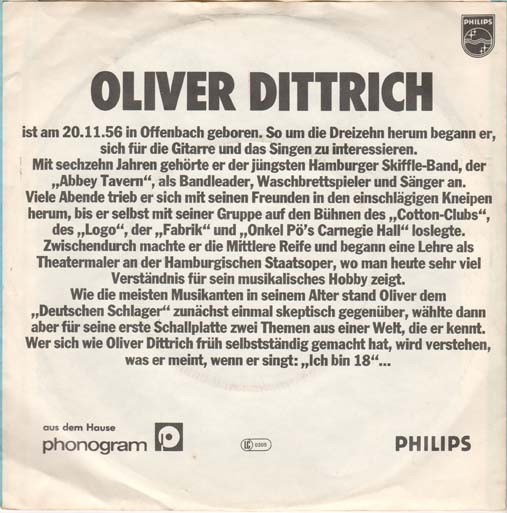 PHILIPS
OLIVER DITTRICH
ist am 20.11.56 in Offenbach geboren. So um die Dreizehn herum begann er,
sich für die Gitarre und das Singen zu interessieren.
Mit sechzehn Jahren gehörte er der jüngsten Hamburger Skiffle-Band, der
„Abbey Tavern“, als Bandleader, Waschbrettspieler und Sänger an.
Viele Abende trieb er sich mit seinen Freunden in den einschlägigen Kneipen
herum, bis er selbst mit seiner Gruppe auf den Bühnen des „Cotton-Clubs“,
des „Logo“, der „Fabrik“ und „Onkel Pö's Carnegie Hall“ loslegte.
Zwischendurch machte er die Mittlere Reife und begann eine Lehre als
Theatermaler an der Hamburgischen Staatsoper, wo man heute sehr viel
Verständnis für sein musikalisches Hobby zeigt.
Wie die meisten Musikanten in seinem Alter stand Oliver dem
„Deutschen Schlager“ zunächst einmal skeptisch gegenüber, wählte dann
aber für seine erste Schallplatte zwei Themen aus einer Welt, die er kennt.
Wer sich wie Oliver Dittrich früh selbstständig gemacht hat, wird verstehen,
was er meint, wenn er singt: „Ich bin 18“...
aus dem Hause
phonogram
LC 0305
PHILIPS